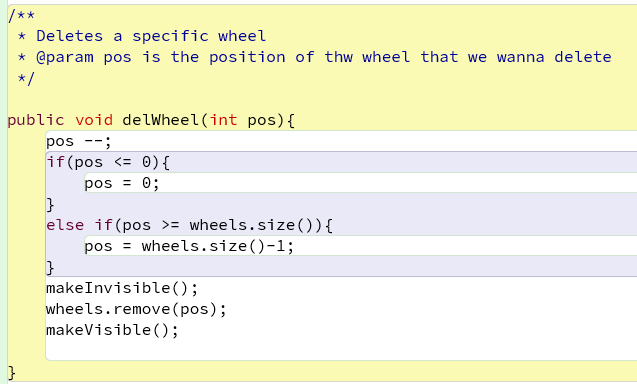 /**
 * Deletes a specific wheel
 * @param pos is the position of thw wheel that we wanna delete
 */
public void delWheel(int pos){
    pos --;
    if(pos <= 0){
        pos = 0;
    }
    else if(pos >= wheels.size()){
        pos = wheels.size()-1;
    }
    makeInvisible();
    wheels.remove(pos);
    makeVisible();
}